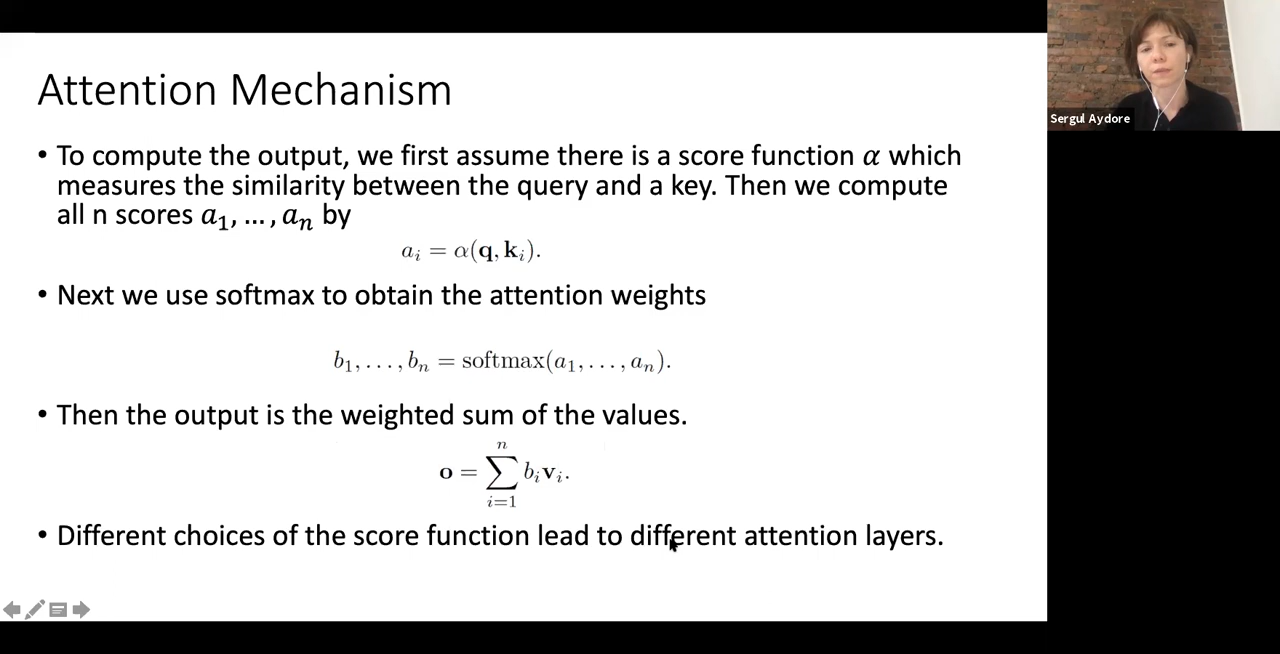 Attention Mechanism
• To compute the output, we first assume there is a score function α which
measures the similarity between the query and a key. Then we compute
all n scores a₁, … , aₙ by
aᵢ = α(q, kᵢ).
• Next we use softmax to obtain the attention weights
b₁, . . . , bₙ = softmax(a₁, . . . , aₙ).
• Then the output is the weighted sum of the values.
o = ∑ᵢ₌₁ⁿ bᵢvᵢ.
• Different choices of the score function lead to different attention layers.
Sergul Aydore